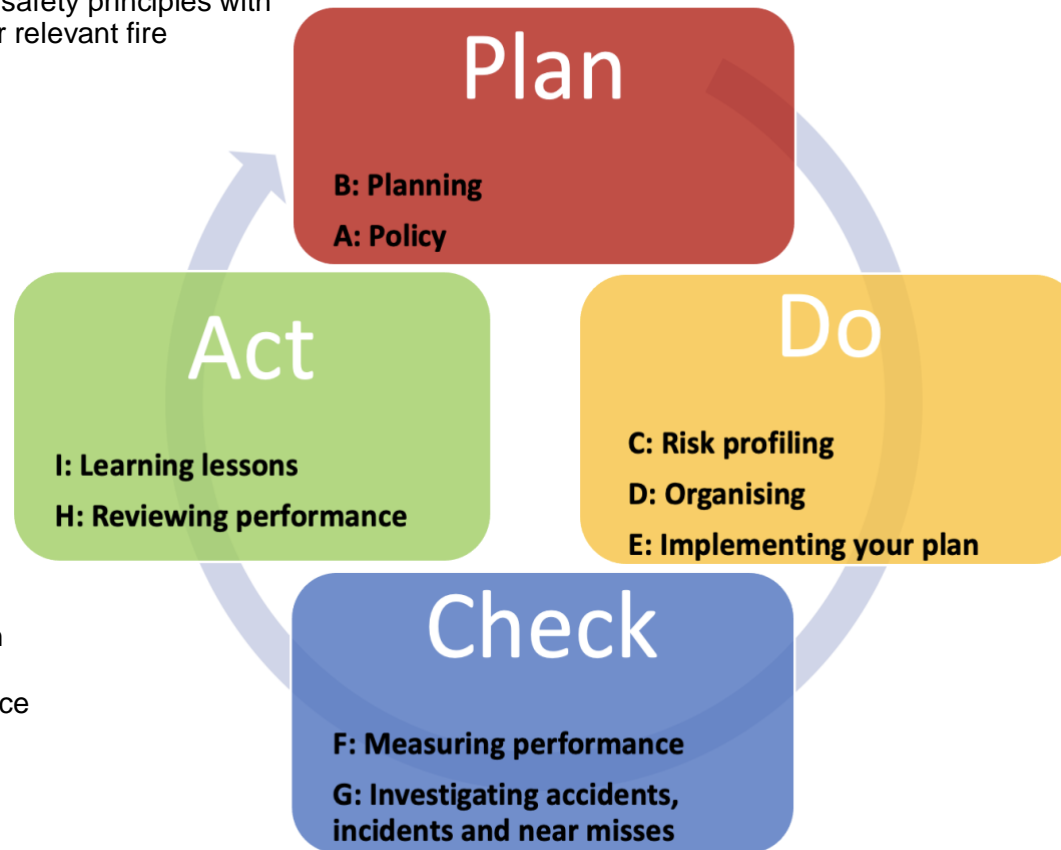 safety principles with
r relevant fire
Plan
B: Planning
A: Policy
Act
I: Learning lessons
H: Reviewing performance
Do
C: Risk profiling
D: Organising
E: Implementing your plan
ce
Check
F: Measuring performance
G: Investigating accidents,
incidents and near misses